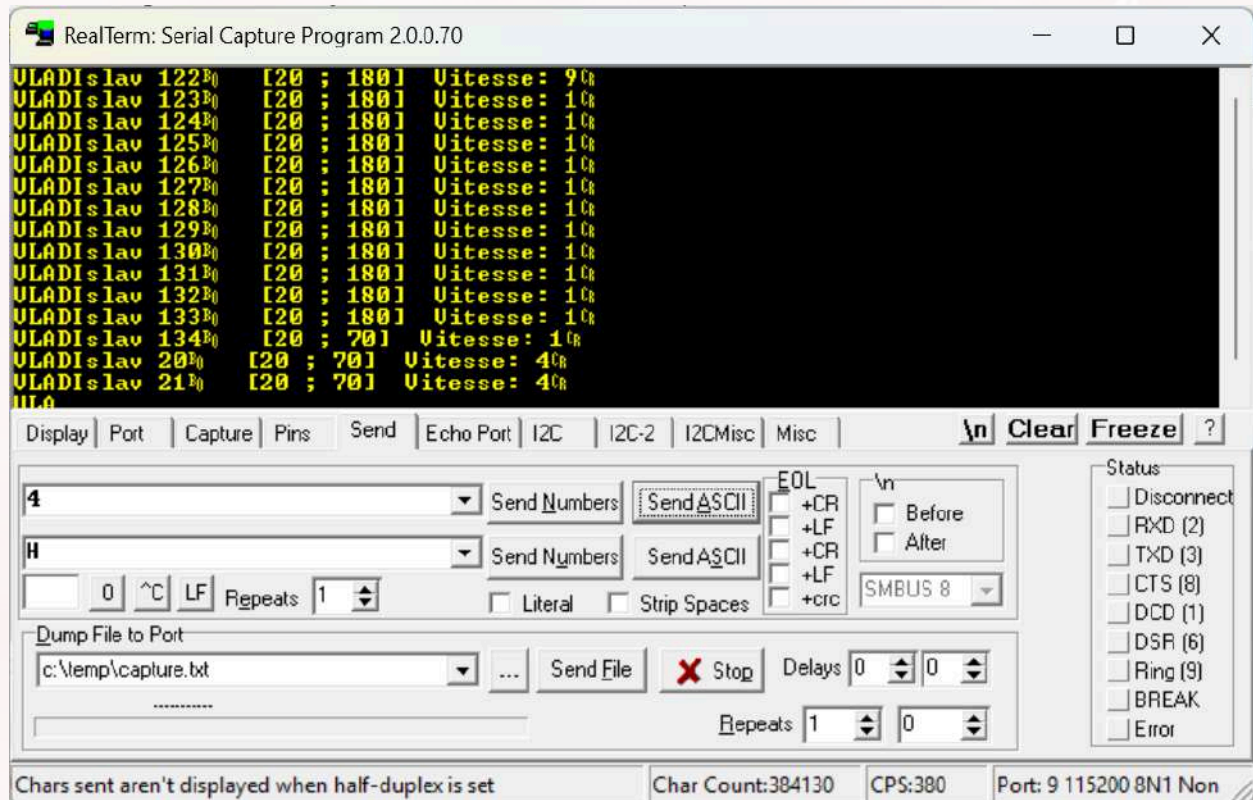 RealTerm: Serial Capture Program 2.0.0.70
VLADIslav 122 [20 ; 180] Vitesse: 9
VLADIslav 123 [20 ; 180] Vitesse: 1
VLADIslav 124 [20 ; 180] Vitesse: 1
VLADIslav 125 [20 ; 180] Vitesse: 1
VLADIslav 126 [20 ; 180] Vitesse: 1
VLADIslav 127 [20 ; 180] Vitesse: 1
VLADIslav 128 [20 ; 180] Vitesse: 1
VLADIslav 129 [20 ; 180] Vitesse: 1
VLADIslav 130 [20 ; 180] Vitesse: 1
VLADIslav 131 [20 ; 180] Vitesse: 1
VLADIslav 132 [20 ; 180] Vitesse: 1
VLADIslav 133 [20 ; 180] Vitesse: 1
VLADIslav 134 [20 ; 70] Vitesse: 1
VLADIslav 20 [20 ; 70] Vitesse: 4
VLADIslav 21 [20 ; 70] Vitesse: 4
VLA
Display Port Capture Pins Send Echo Port I2C I2C-2 I2CMisc Misc \n Clear Freeze ?
4 Send Numbers Send ASCII
EOL
+CR
+LF
+CR
+LF
+crc
\n
Before
After
SMBUS 8
H Send Numbers Send ASCII
0 ^C LF Repeats 1 Literal Strip Spaces
Dump File to Port
c:\temp\capture.txt ... Send File Stop Delays 0 0
Repeats 1 0
Status
Disconnect
RXD (2)
TXD (3)
CTS (8)
DCD (1)
DSR (6)
Ring (9)
BREAK
Error
Chars sent aren't displayed when half-duplex is set Char Count:384130 CPS:380 Port: 9 115200 8N1 Non